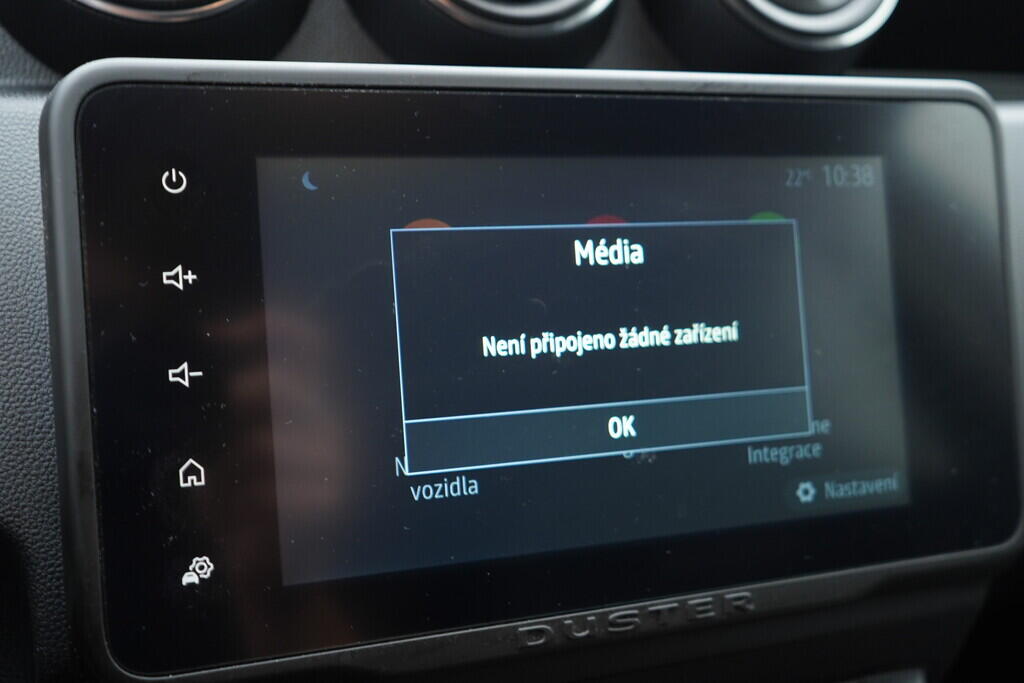 22°C 10:38
Média
Není připojeno žádné zařízení
OK
vozidla
Integrace
Nastavení
DUSTER